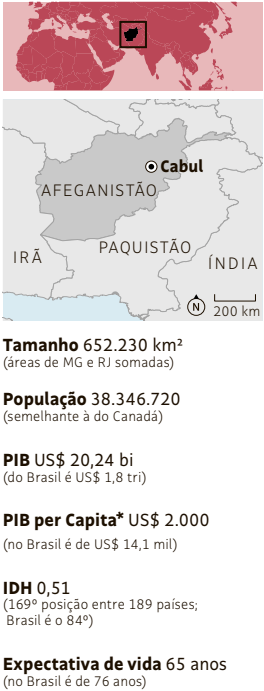 Cabul
AFEGANISTÃO
PAQUISTÃO
IRÃ
ÍNDIA
N
200 km
Tamanho 652.230 km²
(áreas de MG e RJ somadas)
População 38.346.720
(semelhante à do Canadá)
PIB US$ 20,24 bi
(do Brasil é US$ 1,8 tri)
PIB per Capita* US$ 2.000
(no Brasil é de US$ 14,1 mil)
IDH 0,51
(169º posição entre 189 países;
Brasil é o 84º)
Expectativa de vida 65 anos
(no Brasil é de 76 anos)